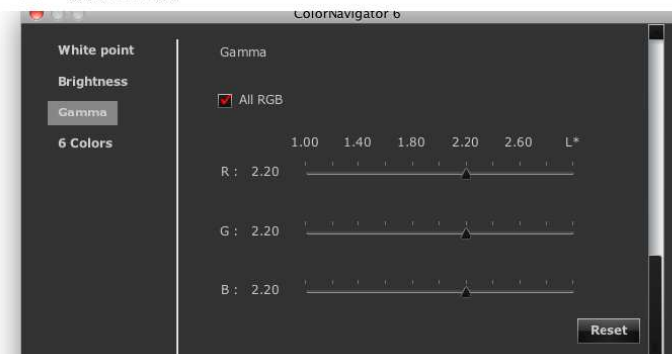 ColorNavigator 6
White point
Brightness
Gamma
6 Colors
Gamma
All RGB
1.00 1.40 1.80 2.20 2.60 L*
R : 2.20
G : 2.20
B : 2.20
Reset